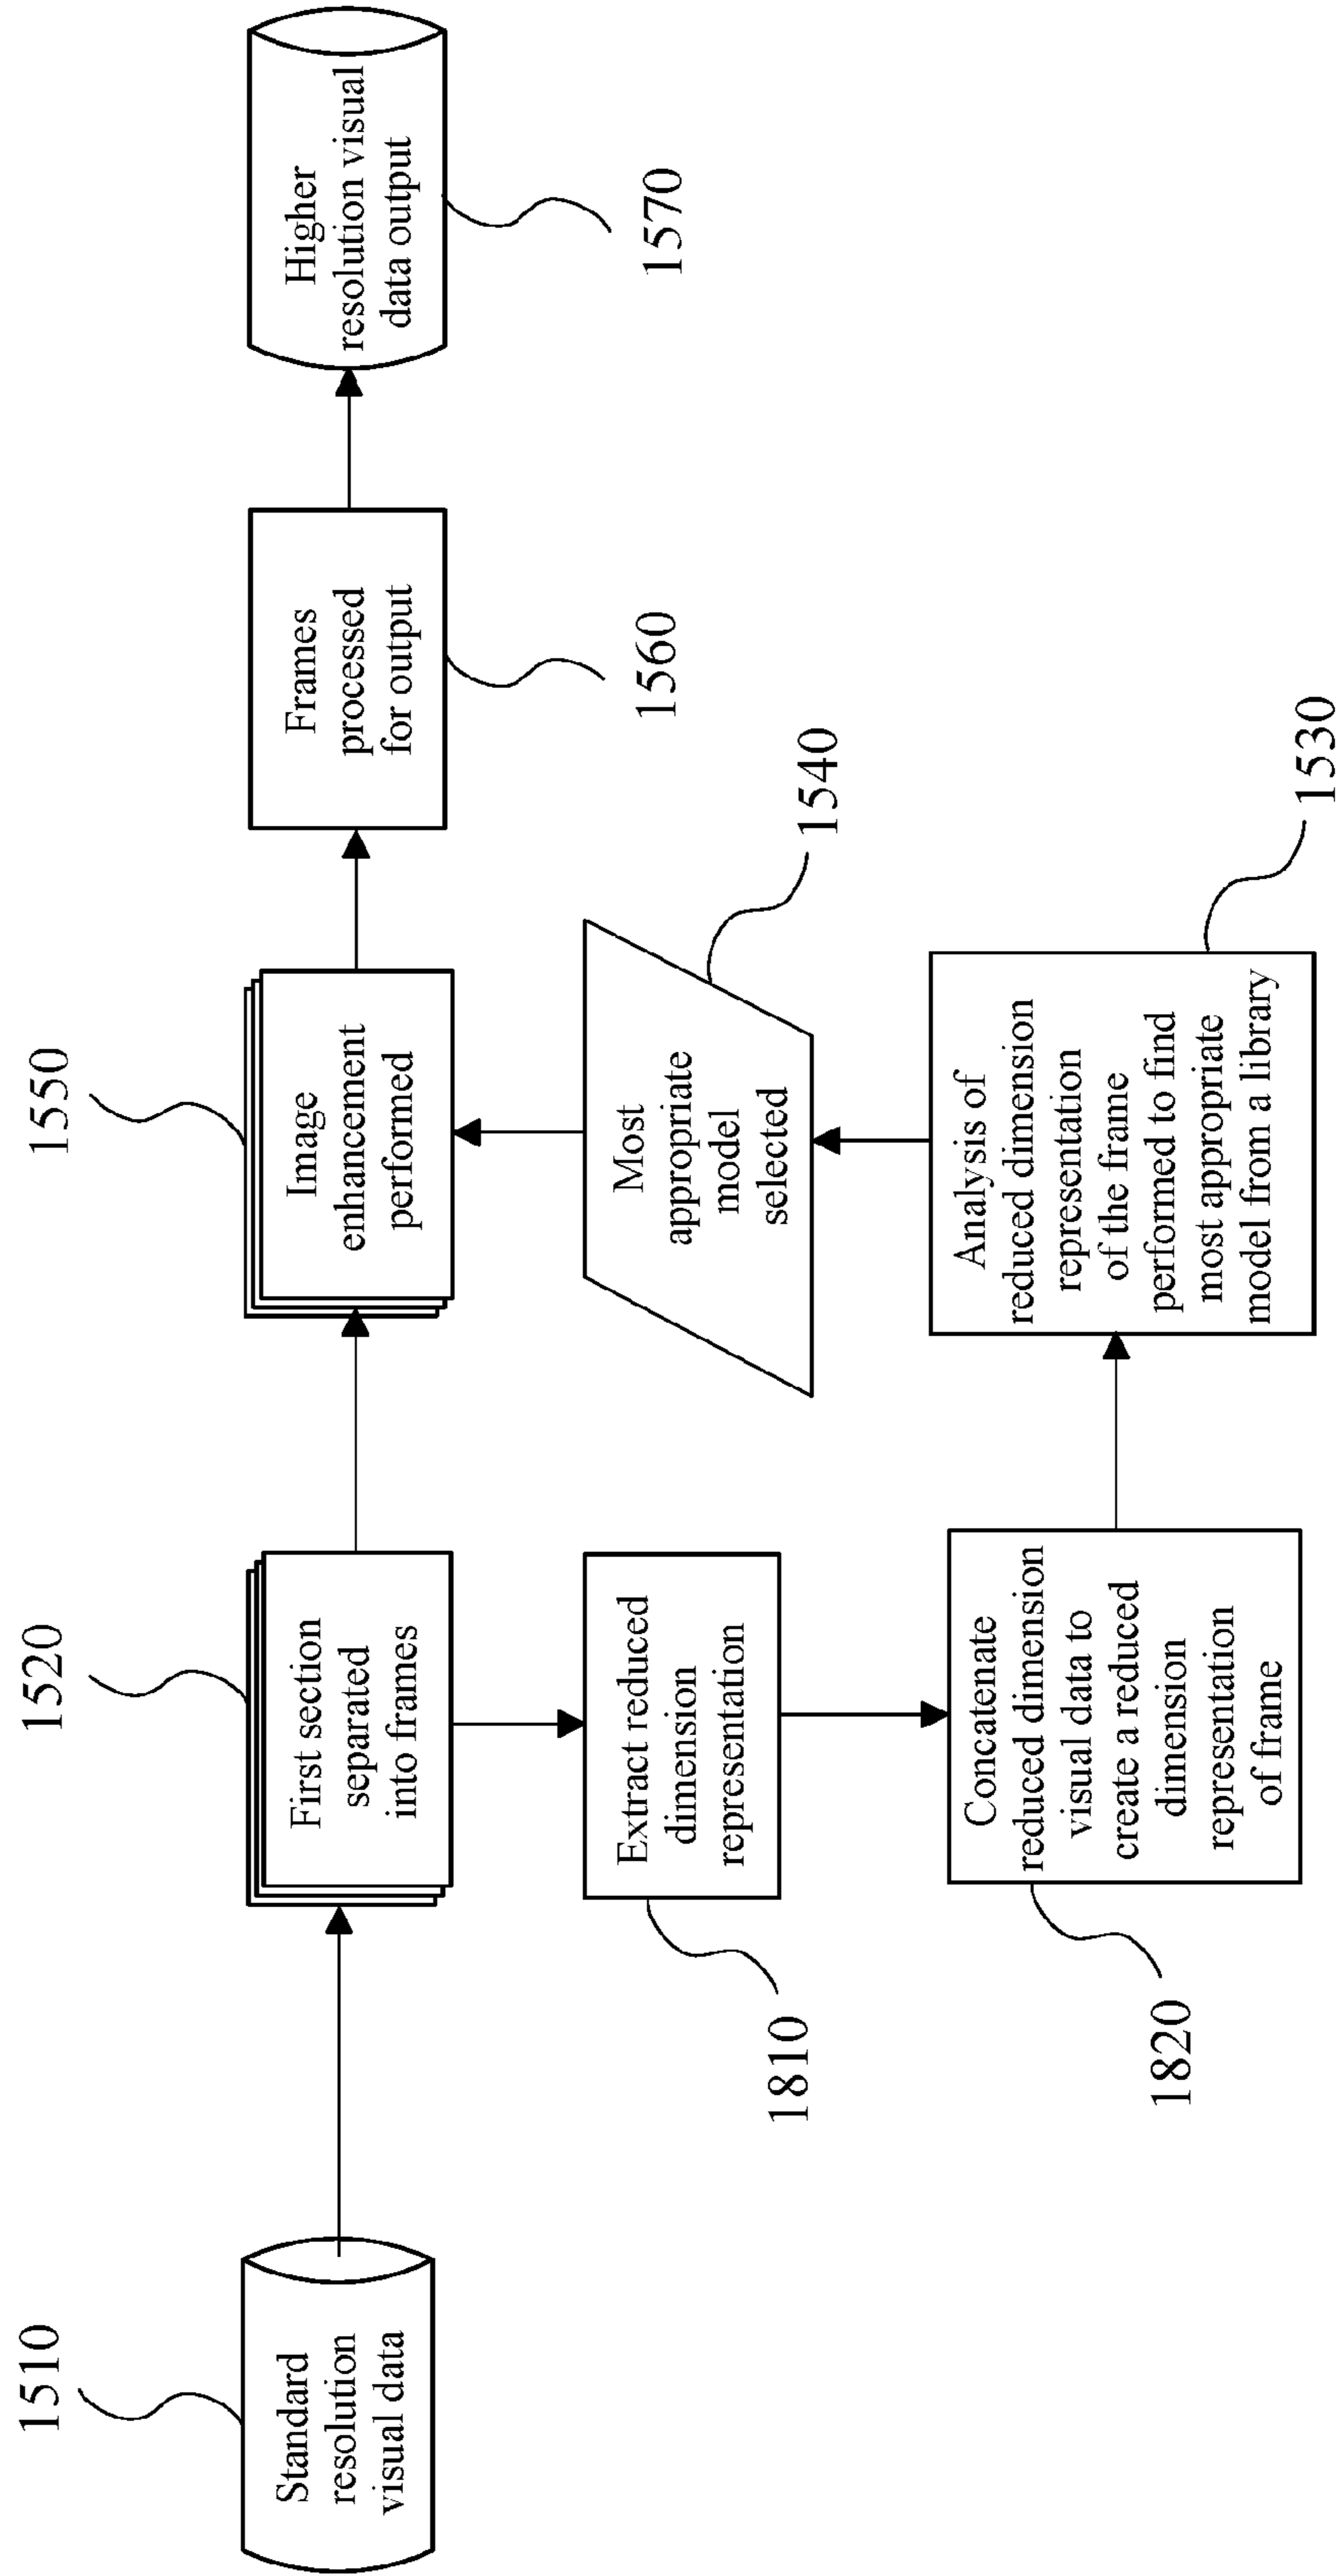 1510
Standard
resolution
visual data
1520
First section
separated
into frames
1550
Image
enhancement
performed
Frames
processed
for output
1560
Higher
resolution visual
data output
1570
Extract reduced
dimension
representation
1810
Most
appropriate
model
selected
1540
Concatenate
reduced dimension
visual data to
create a reduced
dimension
representation
of frame
1820
Analysis of
reduced dimension
representation
of the frame
performed to find
most appropriate
model from a library
1530